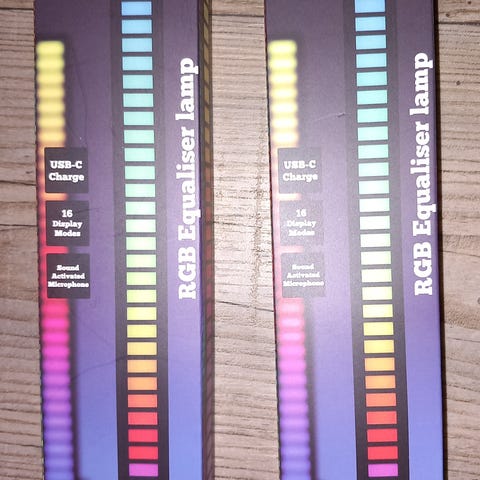 USB-C
Charge
16
Display
Modes
Sound
Activated
Microphone
RGB Equaliser lamp
USB-C
Charge
16
Display
Modes
Sound
Activated
Microphone
RGB Equaliser lamp